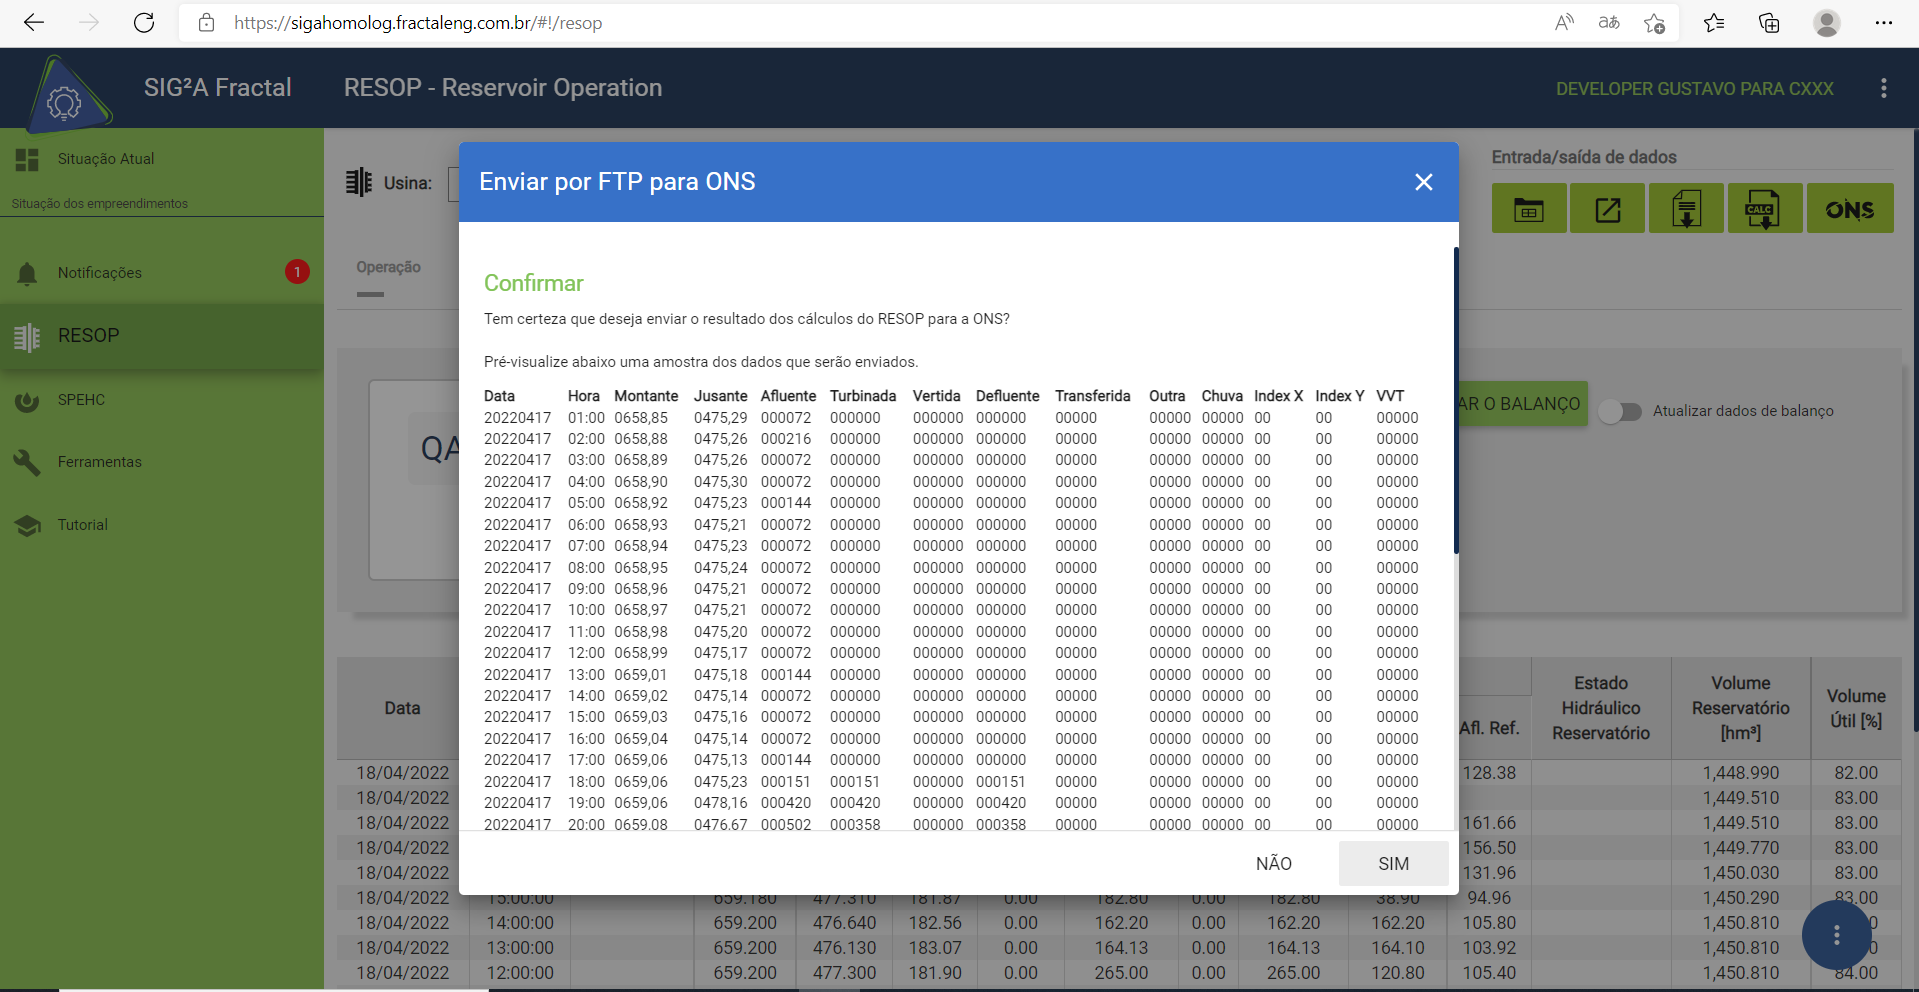 https://sigahomolog.fractaleng.com.br/#!/resop
SIG²A Fractal
RESOP - Reservoir Operation
DEVELOPER GUSTAVO PARA CXXX
Situação Atual
Situação dos empreendimentos
Notificações
1
RESOP
SPEHC
Ferramentas
Tutorial
Usina:
Entrada/saída de dados
CALC
ONS
Operação
Enviar por FTP para ONS
Confirmar
Tem certeza que deseja enviar o resultado dos cálculos do RESOP para a ONS?
Pré-visualize abaixo uma amostra dos dados que serão enviados.
Data Hora Montante Jusante Afluente Turbinada Vertida Defluente Transferida Outra Chuva Index X Index Y VVT
20220417 01:00 0658,85 0475,29 000072 000000 000000 000000 00000 00000 00000 00 00 00000
20220417 02:00 0658,88 0475,26 000216 000000 000000 000000 00000 00000 00000 00 00 00000
20220417 03:00 0658,89 0475,26 000072 000000 000000 000000 00000 00000 00000 00 00 00000
20220417 04:00 0658,90 0475,30 000072 000000 000000 000000 00000 00000 00000 00 00 00000
20220417 05:00 0658,92 0475,23 000144 000000 000000 000000 00000 00000 00000 00 00 00000
20220417 06:00 0658,93 0475,21 000072 000000 000000 000000 00000 00000 00000 00 00 00000
20220417 07:00 0658,94 0475,23 000072 000000 000000 000000 00000 00000 00000 00 00 00000
20220417 08:00 0658,95 0475,24 000072 000000 000000 000000 00000 00000 00000 00 00 00000
20220417 09:00 0658,96 0475,21 000072 000000 000000 000000 00000 00000 00000 00 00 00000
20220417 10:00 0658,97 0475,21 000072 000000 000000 000000 00000 00000 00000 00 00 00000
20220417 11:00 0658,98 0475,20 000072 000000 000000 000000 00000 00000 00000 00 00 00000
20220417 12:00 0658,99 0475,17 000072 000000 000000 000000 00000 00000 00000 00 00 00000
20220417 13:00 0659,01 0475,18 000144 000000 000000 000000 00000 00000 00000 00 00 00000
20220417 14:00 0659,02 0475,14 000072 000000 000000 000000 00000 00000 00000 00 00 00000
20220417 15:00 0659,03 0475,16 000072 000000 000000 000000 00000 00000 00000 00 00 00000
20220417 16:00 0659,04 0475,14 000072 000000 000000 000000 00000 00000 00000 00 00 00000
20220417 17:00 0659,06 0475,13 000144 000000 000000 000000 00000 00000 00000 00 00 00000
20220417 18:00 0659,06 0475,23 000151 000151 000000 000151 00000 00000 00000 00 00 00000
20220417 19:00 0659,06 0478,16 000420 000420 000000 000420 00000 00000 00000 00 00 00000
20220417 20:00 0659,08 0476,67 000502 000358 000000 000358 00000 00000 00000 00 00 00000
NÃO
SIM
QA
AR O BALANÇO
Atualizar dados de balanço
Data
Afl. Ref.
Estado Hidráulico Reservatório
Volume Reservatório [hm³]
Volume Útil [%]
18/04/2022 128.38 1,448.990 82.00
18/04/2022 1,449.510 83.00
18/04/2022 161.66 1,449.510 83.00
18/04/2022 156.50 1,449.770 83.00
18/04/2022 131.96 1,450.030 83.00
18/04/2022 15:00:00 659.180 477.310 181.87 0.00 182.80 0.00 182.80 38.90 94.96 1,450.290 83.00
18/04/2022 14:00:00 659.200 476.640 182.56 0.00 162.20 0.00 162.20 162.20 105.80 1,450.810
18/04/2022 13:00:00 659.200 476.130 183.07 0.00 164.13 0.00 164.13 164.10 103.92 1,450.810
18/04/2022 12:00:00 659.200 477.300 181.90 0.00 265.00 0.00 265.00 120.80 105.40 1,450.810 84.00